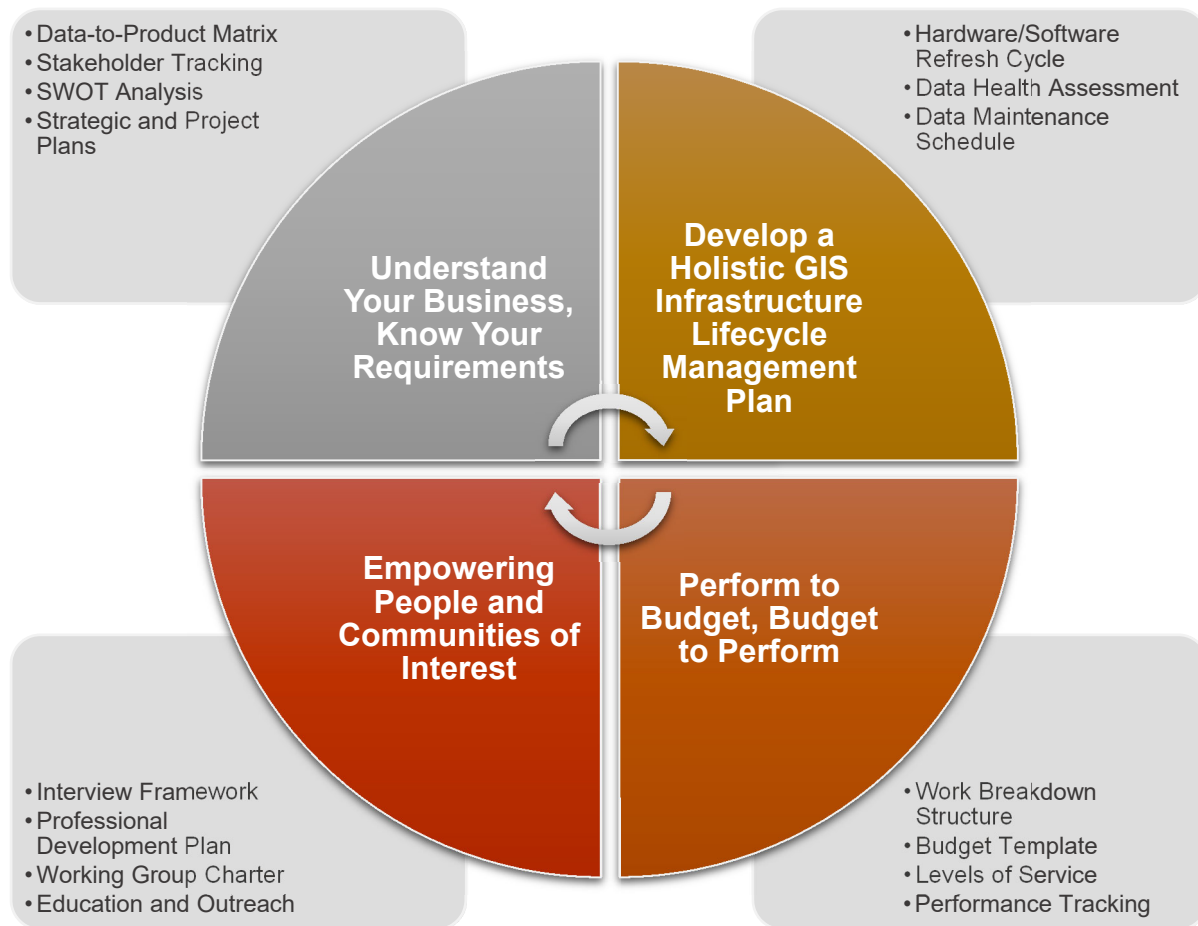 • Data-to-Product Matrix
• Stakeholder Tracking
• SWOT Analysis
• Strategic and Project
Plans
• Hardware/Software
Refresh Cycle
• Data Health Assessment
• Data Maintenance
Schedule
Understand
Your Business,
Know Your
Requirements
Develop a
Holistic GIS
Infrastructure
Lifecycle
Management
Plan
Empowering
People and
Communities of
Interest
Perform to
Budget, Budget
to Perform
• Interview Framework
• Professional
Development Plan
• Working Group Charter
• Education and Outreach
• Work Breakdown
Structure
• Budget Template
• Levels of Service
• Performance Tracking